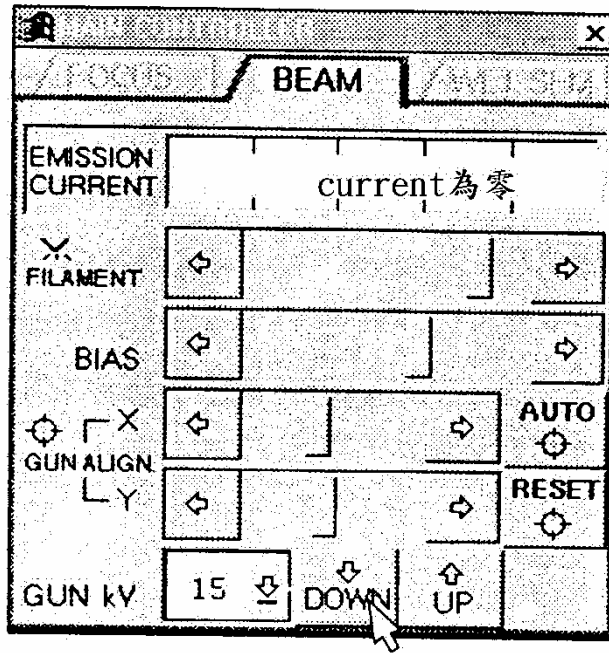 FOCUS
BEAM
EMISSION
CURRENT
current為零
FILAMENT
BIAS
X
AUTO
GUN ALIGN.
Y
RESET
GUN kV
15
DOWN
UP